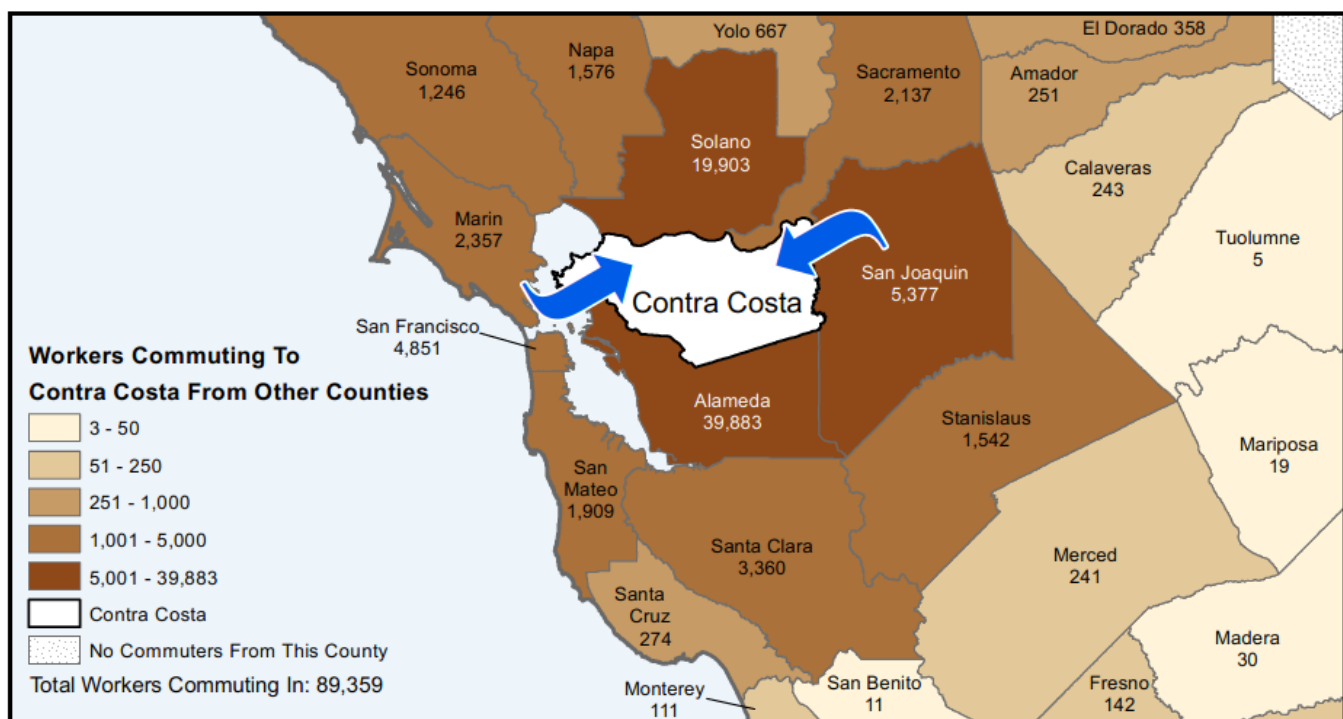 Yolo 667
El Dorado 358
Napa
1,576
Sonoma
1,246
Sacramento
2,137
Amador
251
Solano
19,903
Calaveras
243
Marin
2,357
Tuolumne
5
San Joaquin
5,377
Contra Costa
San Francisco
4,851
Workers Commuting To
Contra Costa From Other Counties
3 - 50
51 - 250
251 - 1,000
1,001 - 5,000
5,001 - 39,883
Contra Costa
No Commuters From This County
Total Workers Commuting In: 89,359
Alameda
39,883
Stanislaus
1,542
Mariposa
19
San
Mateo
1,909
Santa Clara
3,360
Merced
241
Santa
Cruz
274
Madera
30
Monterey
111
San Benito
11
Fresno
142